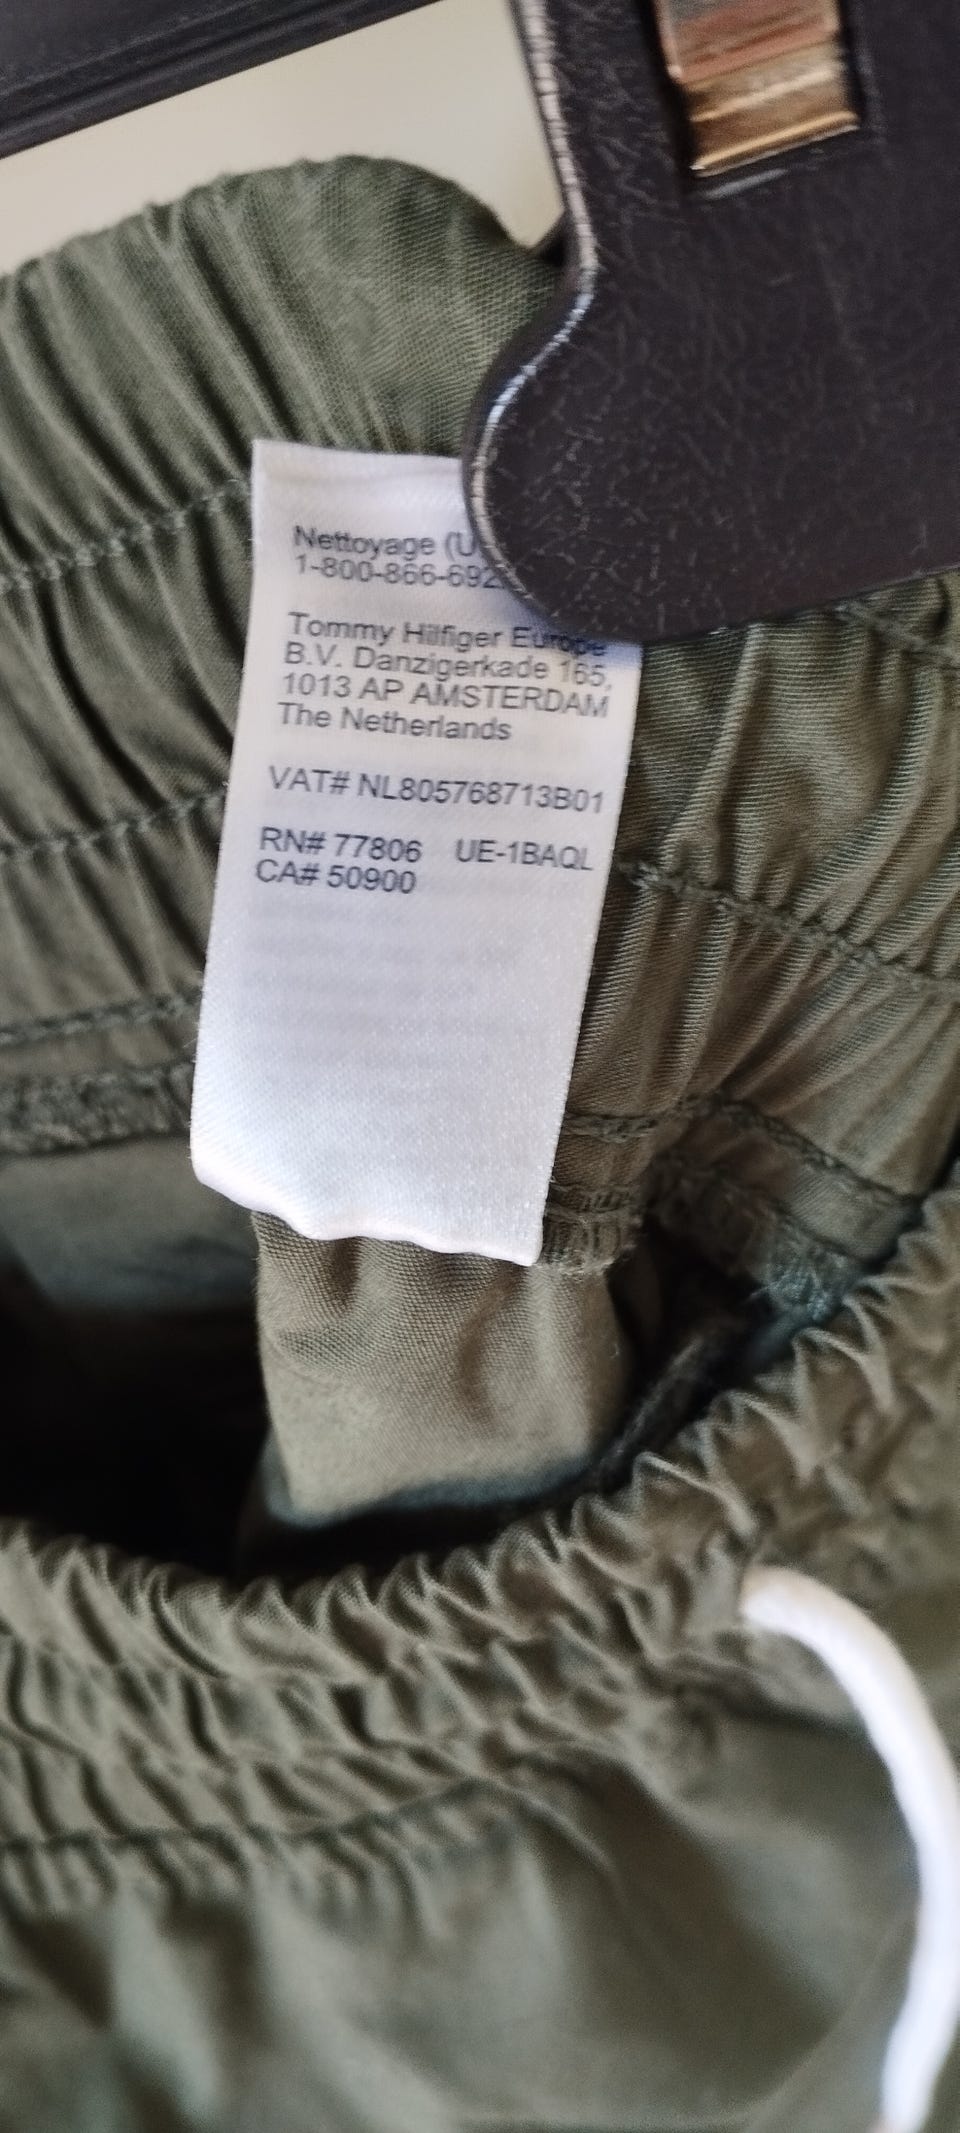 Nettoyage (U
1-800-866-692
Tommy Hilfiger Europe
B.V. Danzigerkade 165,
1013 AP AMSTERDAM
The Netherlands
VAT# NL805768713B01
RN# 77806 UE-1BAQL
CA# 50900